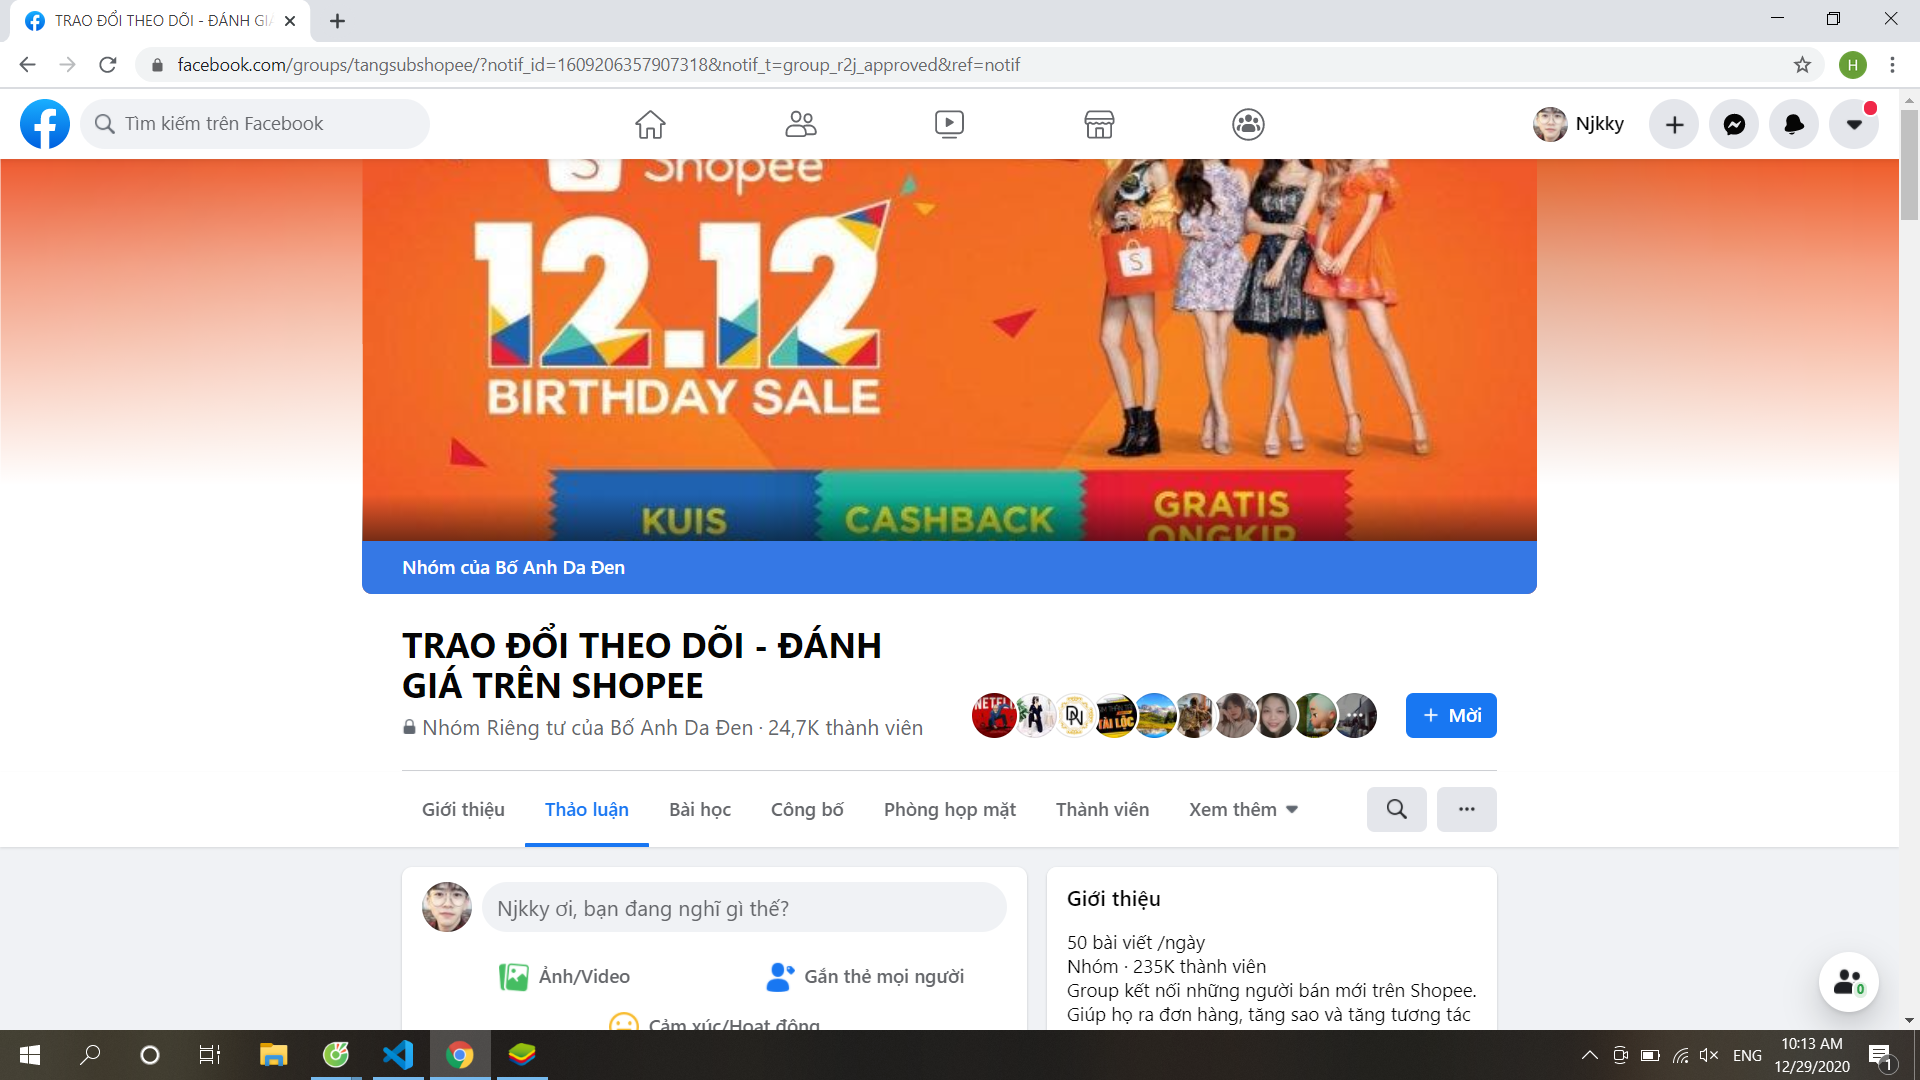 TRAO ĐỔI THEO DÕI - ĐÁNH GIÁ
facebook.com/groups/tangsubshopee/?notif_id=1609206357907318&notif_t=group_r2j_approved&ref=notif
H
Tìm kiếm trên Facebook
Njkky
Shopee
12.12
BIRTHDAY SALE
KUIS
CASHBACK
GRATIS
ONGKIR
Nhóm của Bố Anh Da Đen
TRAO ĐỔI THEO DÕI - ĐÁNH
GIÁ TRÊN SHOPEE
Nhóm Riêng tư của Bố Anh Da Đen · 24,7K thành viên
+ Mời
Giới thiệu
Thảo luận
Bài học
Công bố
Phòng họp mặt
Thành viên
Xem thêm
Njkky ơi, bạn đang nghĩ gì thế?
Ảnh/Video
Gắn thẻ mọi người
Cảm xúc/Hoạt động
Giới thiệu
50 bài viết /ngày
Nhóm · 235K thành viên
Group kết nối những người bán mới trên Shopee.
Giúp họ ra đơn hàng, tăng sao và tăng tương tác
0
ENG
10:13 AM
12/29/2020
1